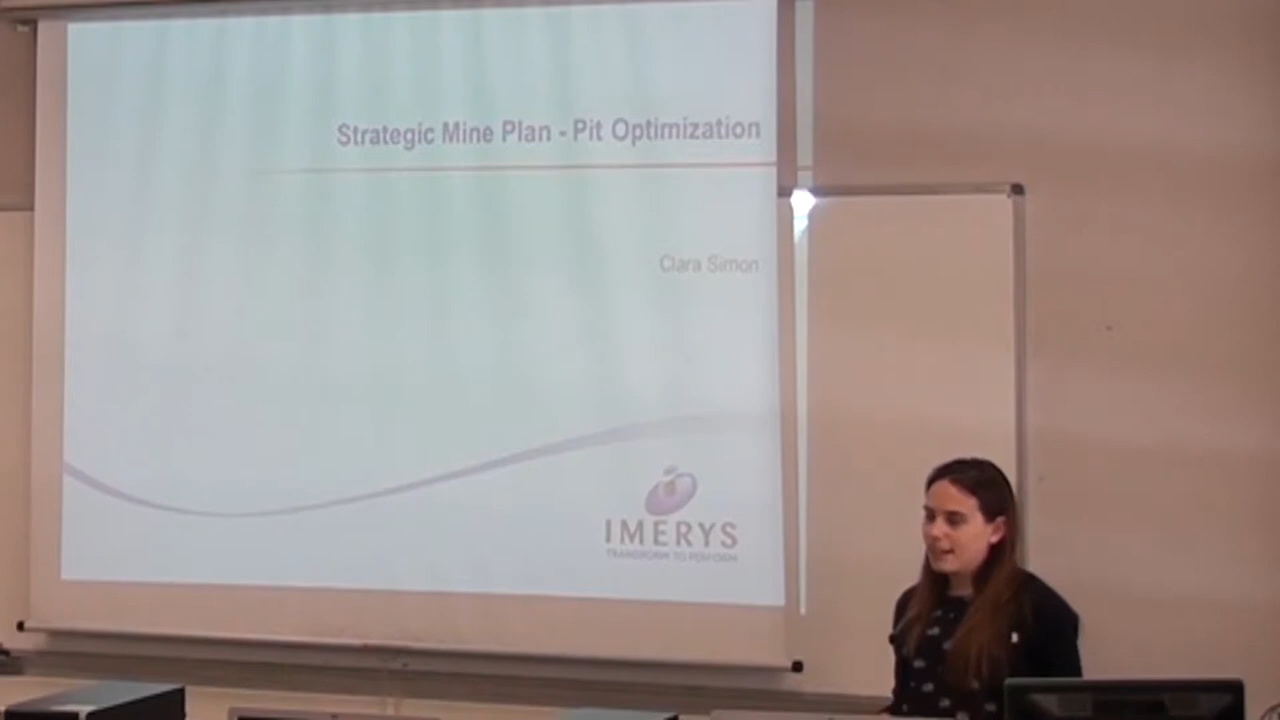 Strategic Mine Plan - Pit Optimization
Clara Simon
IMERYS
TRANSFORM TO PERFORM